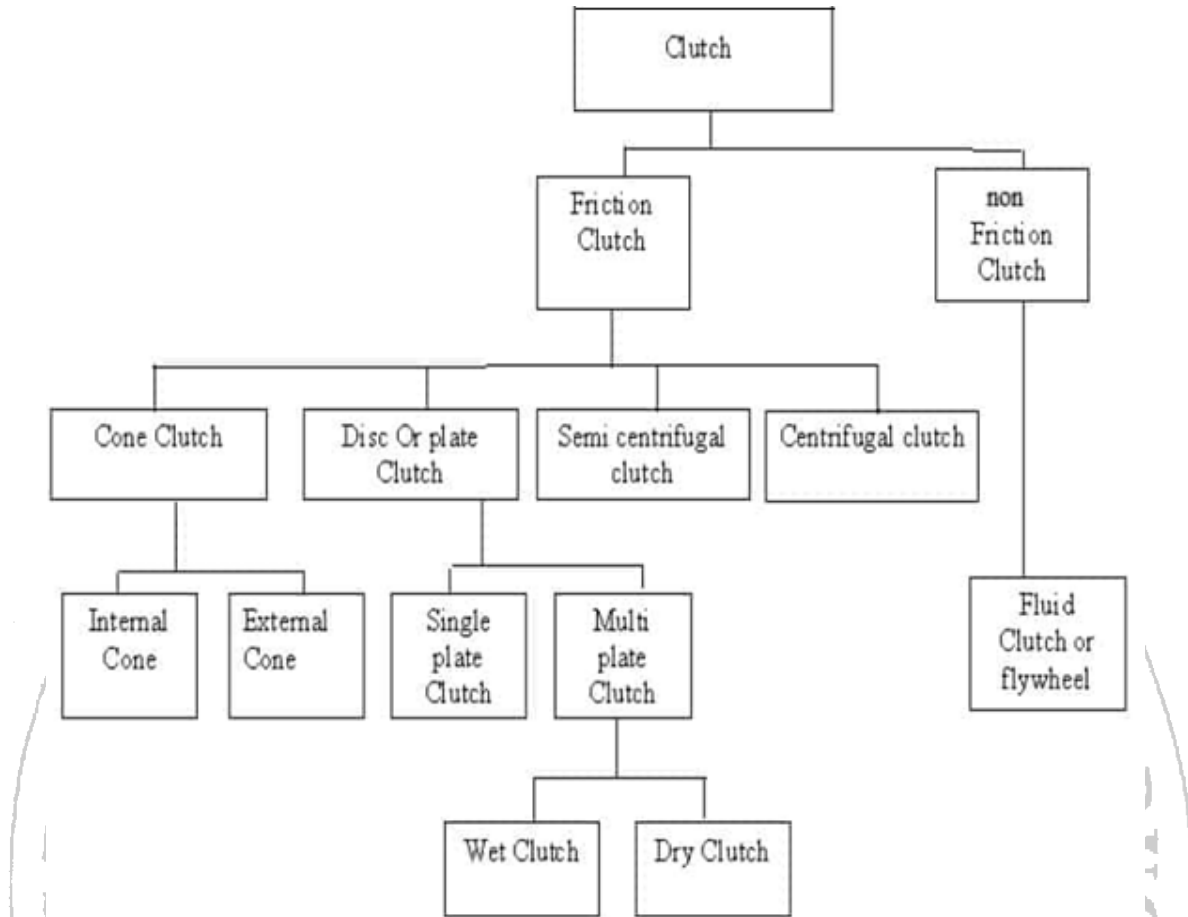 Clutch
Friction
Clutch
non
Friction
Clutch
Cone Clutch
Disc Or plate
Clutch
Semi centrifugal
clutch
Centrifugal clutch
Internal
Cone
External
Cone
Single
plate
Clutch
Multi
plate
Clutch
Fluid
Clutch or
flywheel
Wet Clutch
Dry Clutch